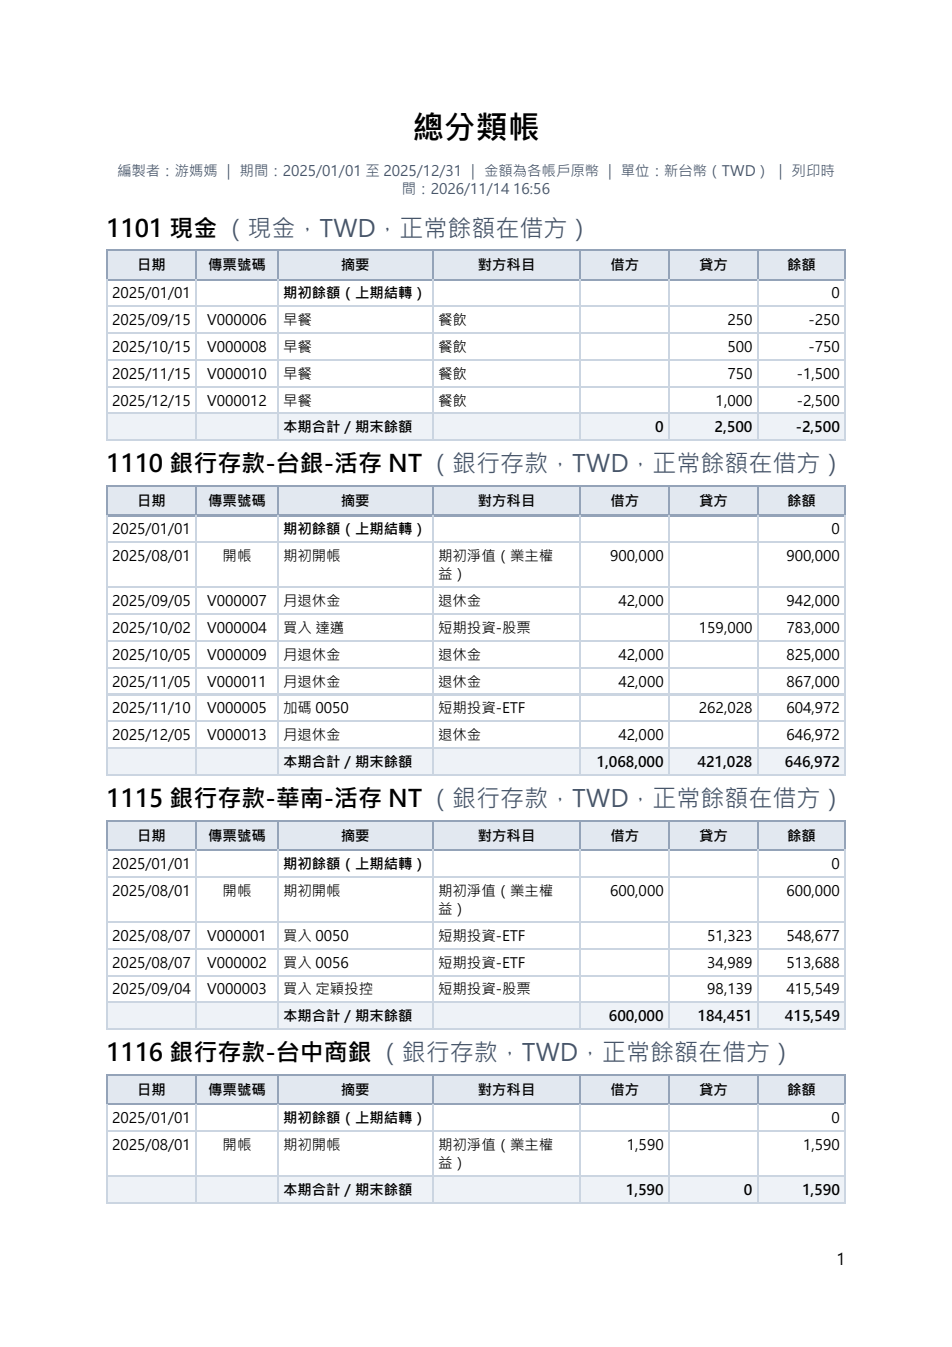 總分類帳
編製者：游媽媽 ｜ 期間：2025/01/01 至 2025/12/31 ｜ 金額為各帳戶原幣 ｜ 單位：新台幣（TWD） ｜ 列印時
間：2026/11/14 16:56
1101 現金 （現金，TWD，正常餘額在借方）
日期 傳票號碼 摘要 對方科目 借方 貸方 餘額
2025/01/01 期初餘額（上期結轉） 0
2025/09/15 V000006 早餐 餐飲 250 -250
2025/10/15 V000008 早餐 餐飲 500 -750
2025/11/15 V000010 早餐 餐飲 750 -1,500
2025/12/15 V000012 早餐 餐飲 1,000 -2,500
本期合計 / 期末餘額 0 2,500 -2,500
1110 銀行存款-台銀-活存 NT （銀行存款，TWD，正常餘額在借方）
日期 傳票號碼 摘要 對方科目 借方 貸方 餘額
2025/01/01 期初餘額（上期結轉） 0
2025/08/01 開帳 期初開帳 期初淨值（業主權 900,000 900,000
益）
2025/09/05 V000007 月退休金 退休金 42,000 942,000
2025/10/02 V000004 買入 達邁 短期投資-股票 159,000 783,000
2025/10/05 V000009 月退休金 退休金 42,000 825,000
2025/11/05 V000011 月退休金 退休金 42,000 867,000
2025/11/10 V000005 加碼 0050 短期投資-ETF 262,028 604,972
2025/12/05 V000013 月退休金 退休金 42,000 646,972
本期合計 / 期末餘額 1,068,000 421,028 646,972
1115 銀行存款-華南-活存 NT （銀行存款，TWD，正常餘額在借方）
日期 傳票號碼 摘要 對方科目 借方 貸方 餘額
2025/01/01 期初餘額（上期結轉） 0
2025/08/01 開帳 期初開帳 期初淨值（業主權 600,000 600,000
益）
2025/08/07 V000001 買入 0050 短期投資-ETF 51,323 548,677
2025/08/07 V000002 買入 0056 短期投資-ETF 34,989 513,688
2025/09/04 V000003 買入 定穎投控 短期投資-股票 98,139 415,549
本期合計 / 期末餘額 600,000 184,451 415,549
1116 銀行存款-台中商銀 （銀行存款，TWD，正常餘額在借方）
日期 傳票號碼 摘要 對方科目 借方 貸方 餘額
2025/01/01 期初餘額（上期結轉） 0
2025/08/01 開帳 期初開帳 期初淨值（業主權 1,590 1,590
益）
本期合計 / 期末餘額 1,590 0 1,590
1